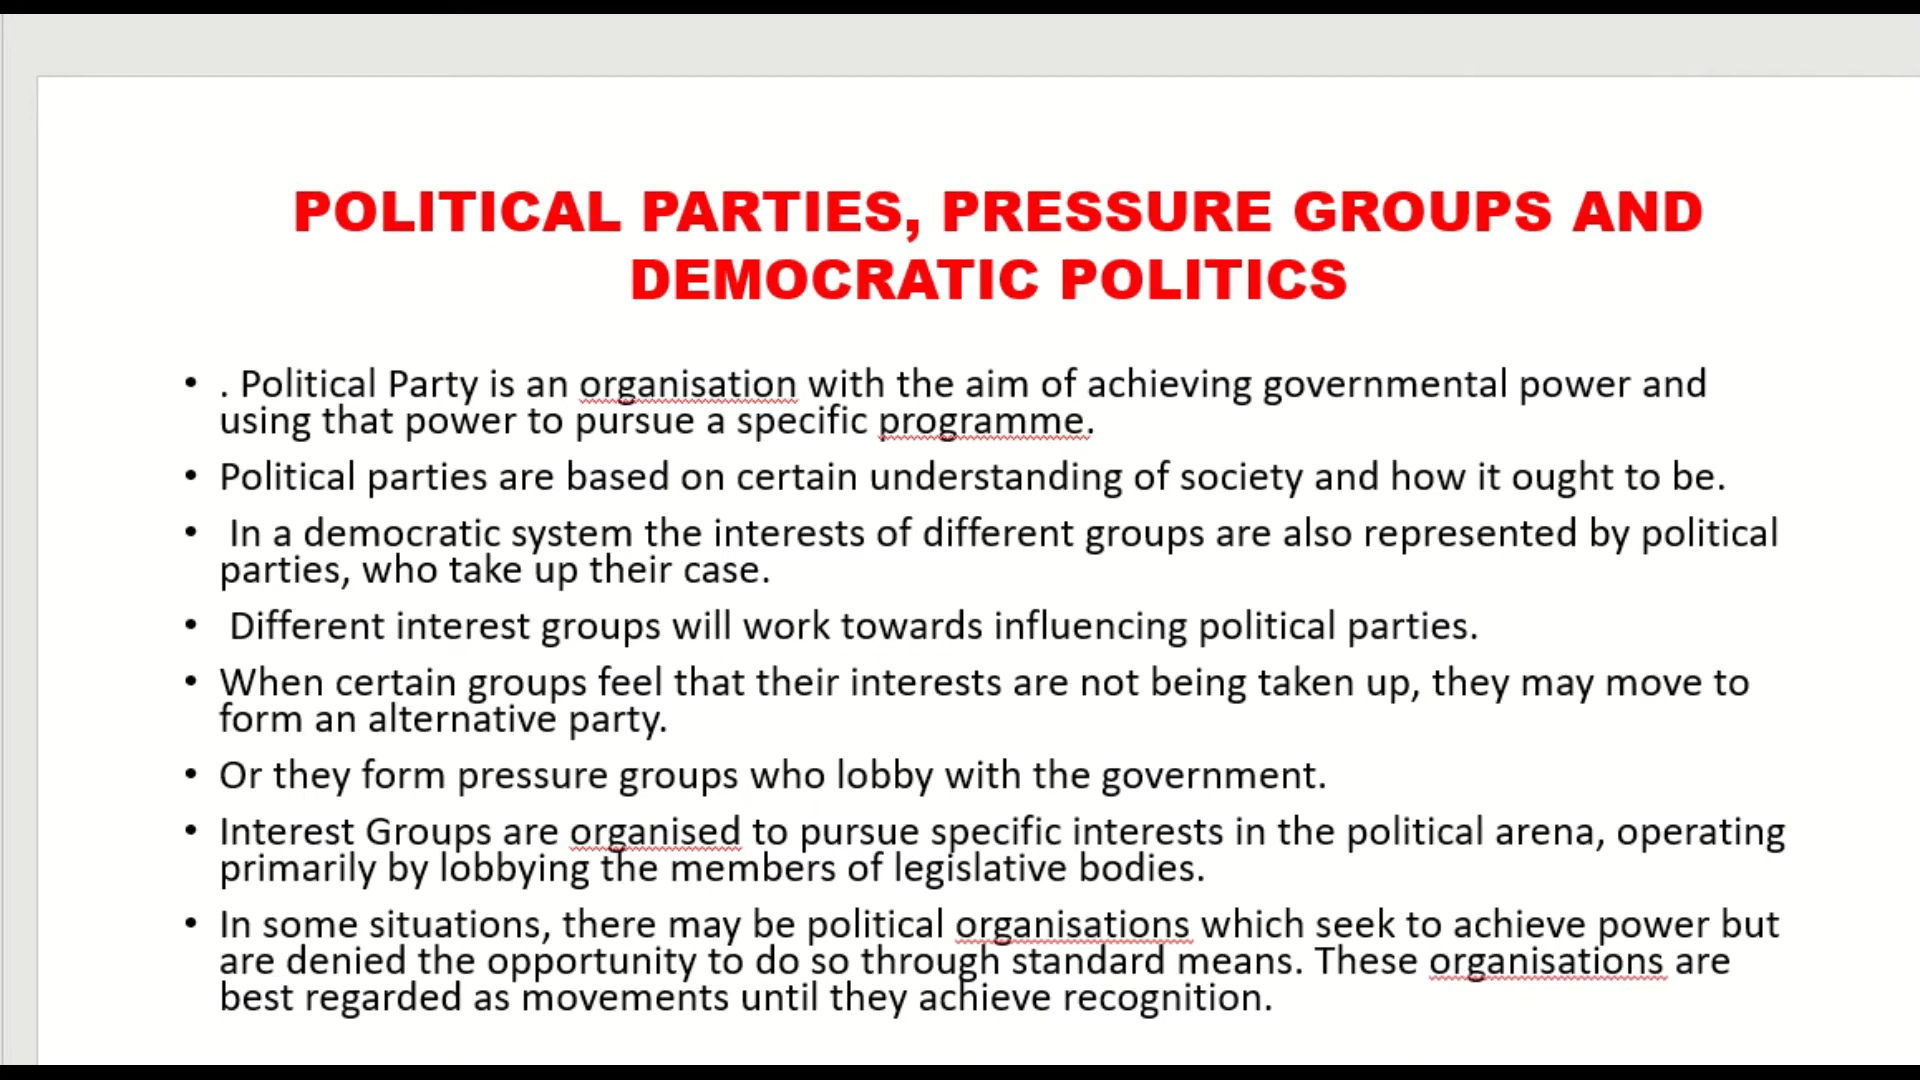 POLITICAL PARTIES, PRESSURE GROUPS AND
DEMOCRATIC POLITICS
• . Political Party is an organisation with the aim of achieving governmental power and
using that power to pursue a specific programme.
• Political parties are based on certain understanding of society and how it ought to be.
• In a democratic system the interests of different groups are also represented by political
parties, who take up their case.
• Different interest groups will work towards influencing political parties.
• When certain groups feel that their interests are not being taken up, they may move to
form an alternative party.
• Or they form pressure groups who lobby with the government.
• Interest Groups are organised to pursue specific interests in the political arena, operating
primarily by lobbying the members of legislative bodies.
• In some situations, there may be political organisations which seek to achieve power but
are denied the opportunity to do so through standard means. These organisations are
best regarded as movements until they achieve recognition.